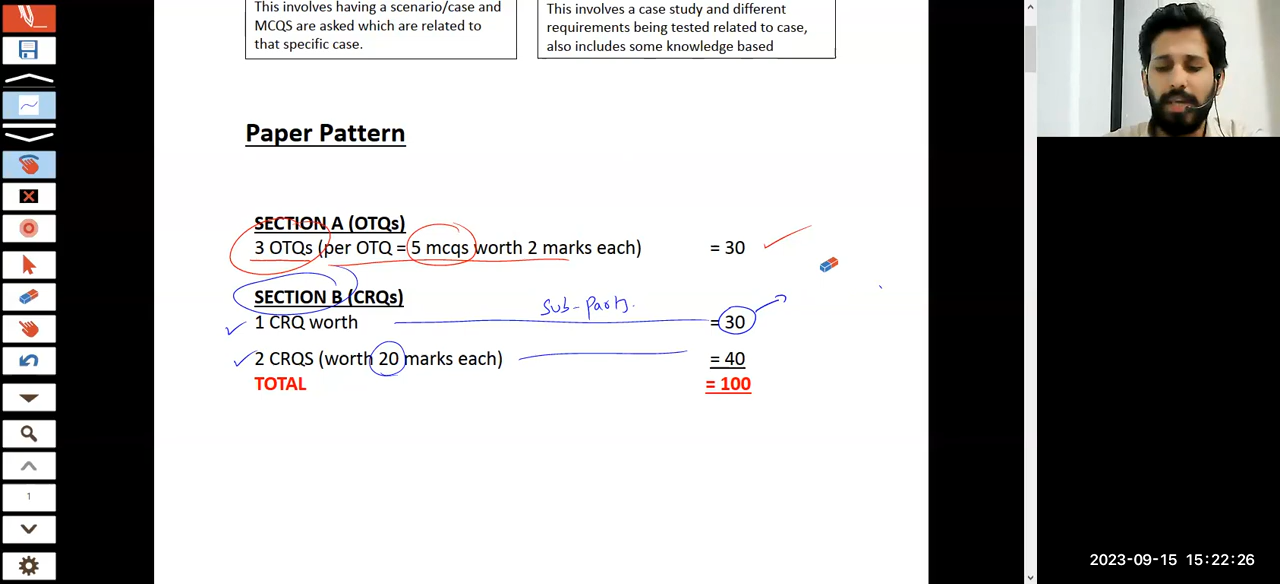 This involves having a scenario/case and
MCQS are asked which are related to
that specific case.
This involves a case study and different
requirements being tested related to case,
also includes some knowledge based
Paper Pattern
SECTION A (OTQs)
3 OTQs (per OTQ = 5 mcqs worth 2 marks each) = 30
SECTION B (CRQs)
sub-parts.
1 CRQ worth = 30
2 CRQS (worth 20 marks each) = 40
TOTAL = 100
1
2023-09-15 15:22:26